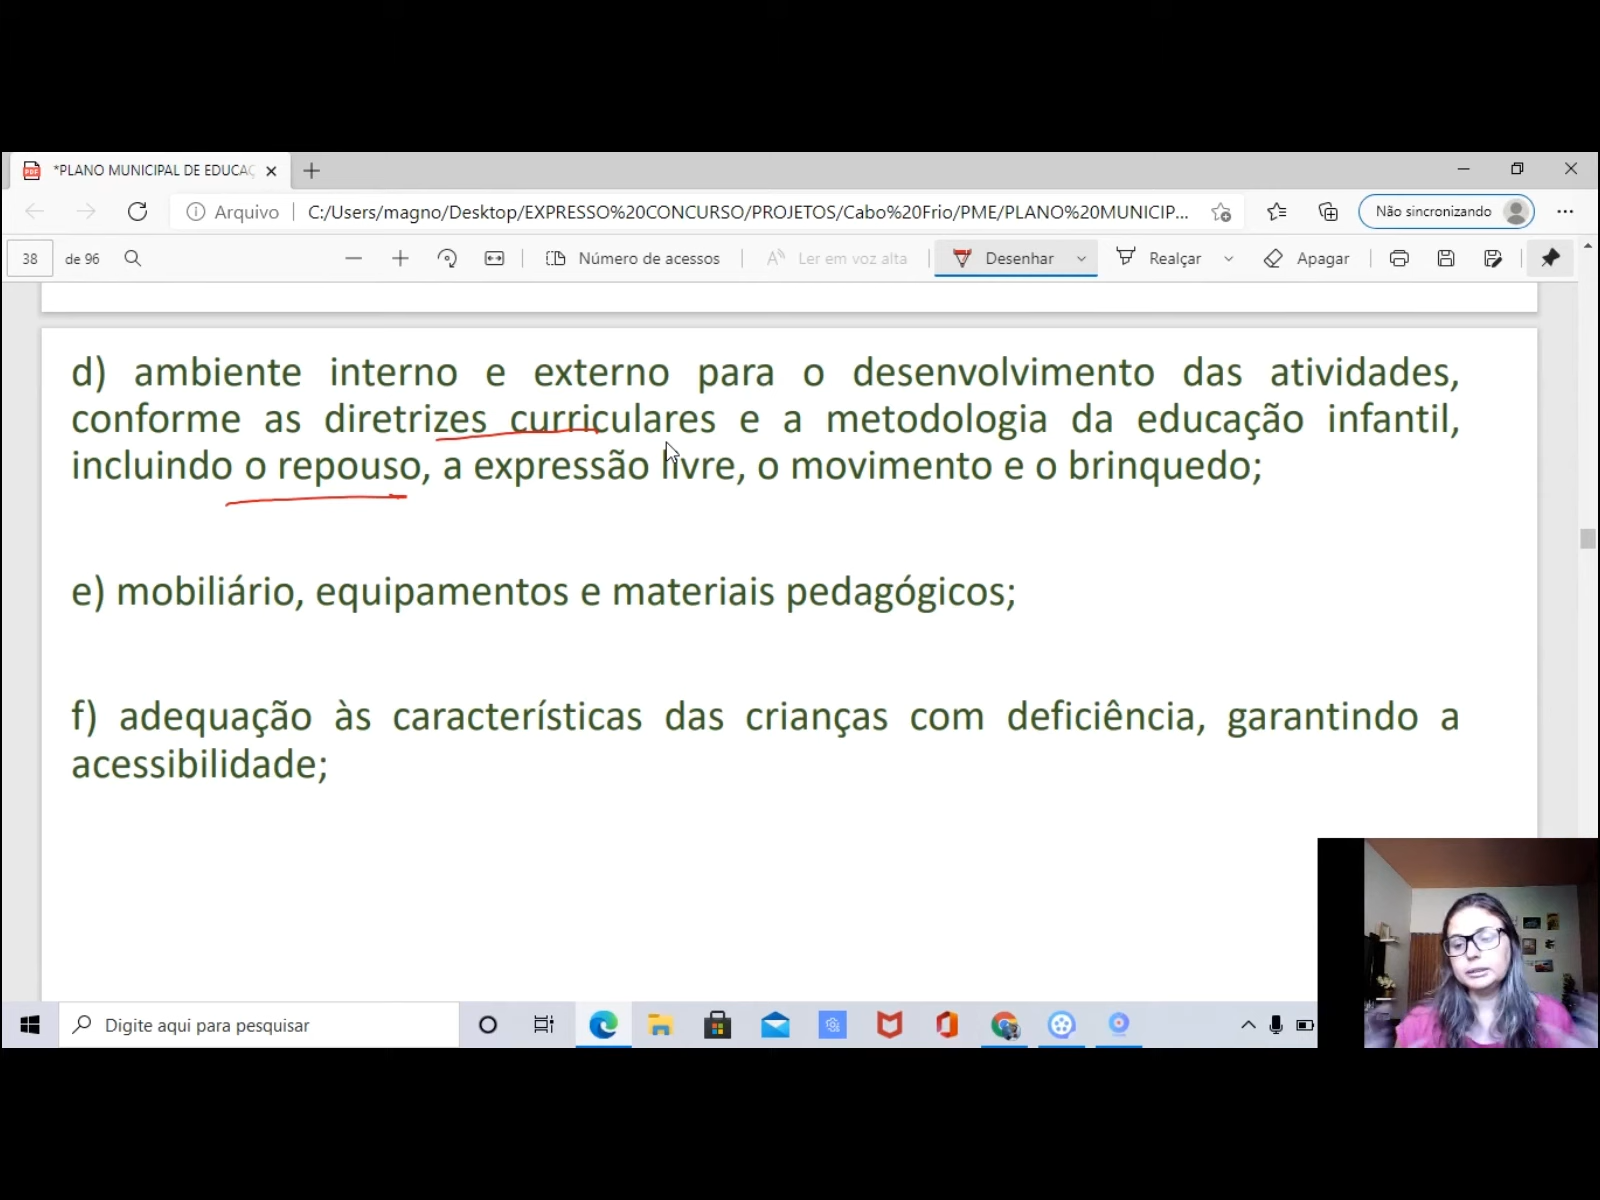 *PLANO MUNICIPAL DE EDUCAÇ
Arquivo
C:/Users/magno/Desktop/EXPRESSO%20CONCURSO/PROJETOS/Cabo%20Frio/PME/PLANO%20MUNICIP...
Não sincronizando
38 de 96
Número de acessos
Ler em voz alta
Desenhar
Realçar
Apagar
d) ambiente interno e externo para o desenvolvimento das atividades,
conforme as diretrizes curriculares e a metodologia da educação infantil,
incluindo o repouso, a expressão livre, o movimento e o brinquedo;
e) mobiliário, equipamentos e materiais pedagógicos;
f) adequação às características das crianças com deficiência, garantindo a
acessibilidade;
Digite aqui para pesquisar